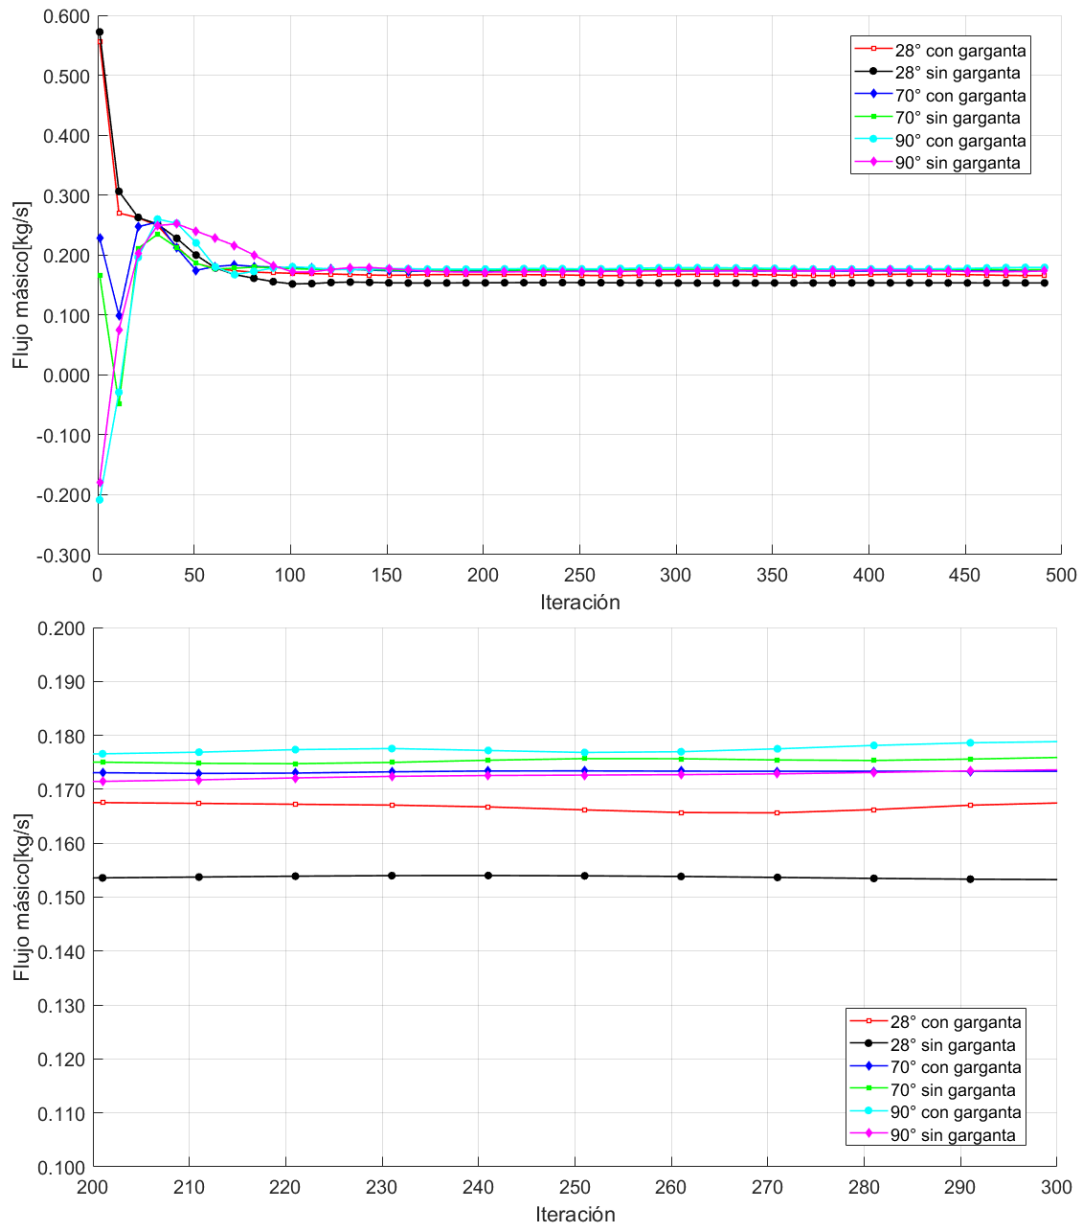 0.600
0.500
0.400
0.300
0.200
0.100
0.000
-0.100
-0.200
-0.300
Flujo másico[kg/s]
28° con garganta
28° sin garganta
70° con garganta
70° sin garganta
90° con garganta
90° sin garganta
0 50 100 150 200 250 300 350 400 450 500
Iteración
0.200
0.190
0.180
0.170
0.160
0.150
0.140
0.130
0.120
0.110
0.100
Flujo másico[kg/s]
28° con garganta
28° sin garganta
70° con garganta
70° sin garganta
90° con garganta
90° sin garganta
200 210 220 230 240 250 260 270 280 290 300
Iteración